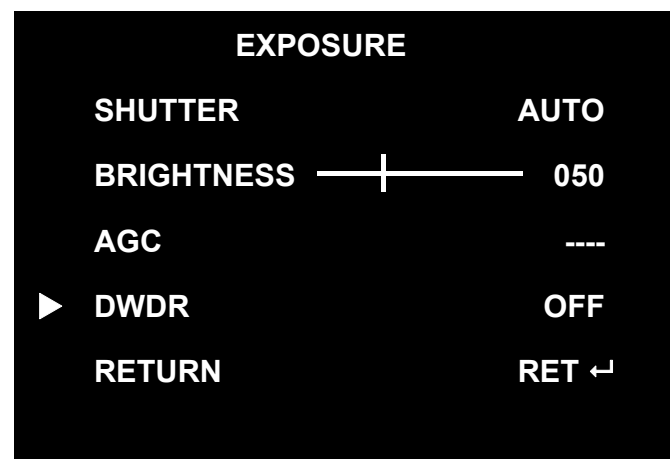 EXPOSURE
SHUTTER AUTO
BRIGHTNESS 050
AGC ----
DWDR OFF
RETURN RET ↵